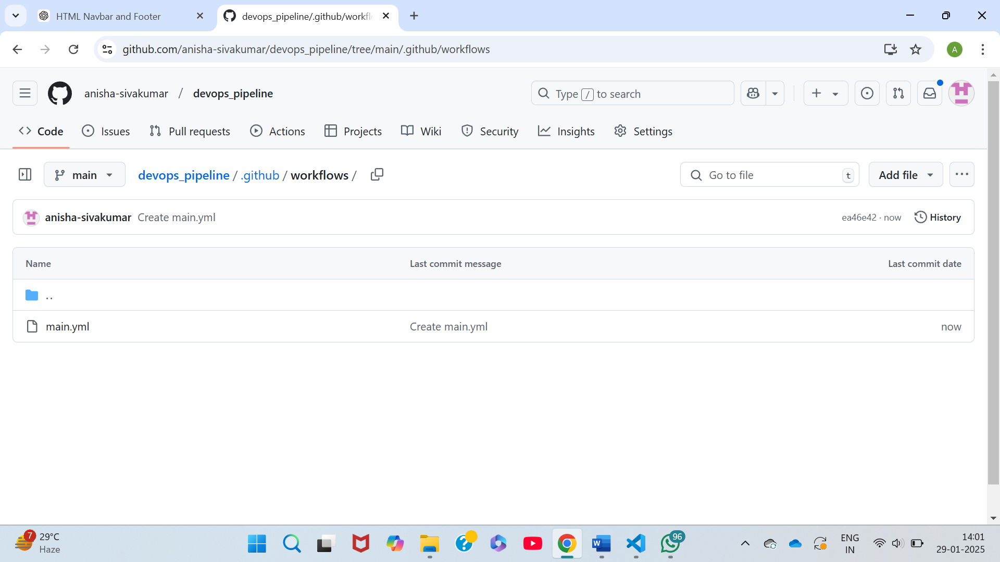 HTML Navbar and Footer
devops_pipeline/.github/workfl
github.com/anisha-sivakumar/devops_pipeline/tree/main/.github/workflows
A
anisha-sivakumar / devops_pipeline
Type / to search
Code
Issues
Pull requests
Actions
Projects
Wiki
Security
Insights
Settings
main
devops_pipeline / .github / workflows /
Go to file
t
Add file
anisha-sivakumar Create main.yml
ea46e42 · now
History
Name
Last commit message
Last commit date
..
main.yml
Create main.yml
now
7
29°C
Haze
96
ENG
IN
14:01
29-01-2025